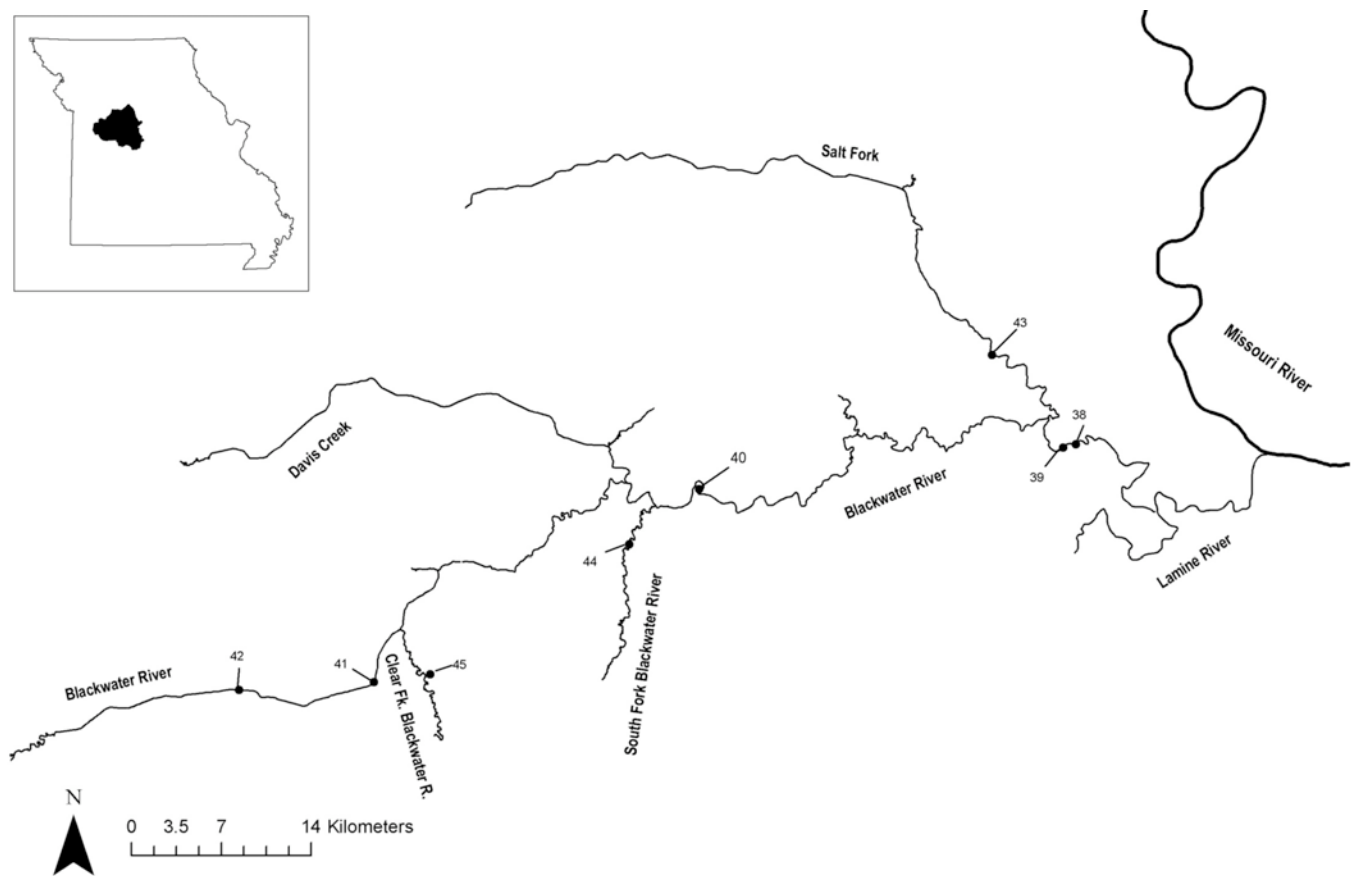 Salt Fork
43
Missouri River
Davis Creek
38
40
39
Blackwater River
44
Lamine River
South Fork Blackwater River
42
41
45
Blackwater River
Clear Fk. Blackwater R.
N
0 3.5 7 14 Kilometers